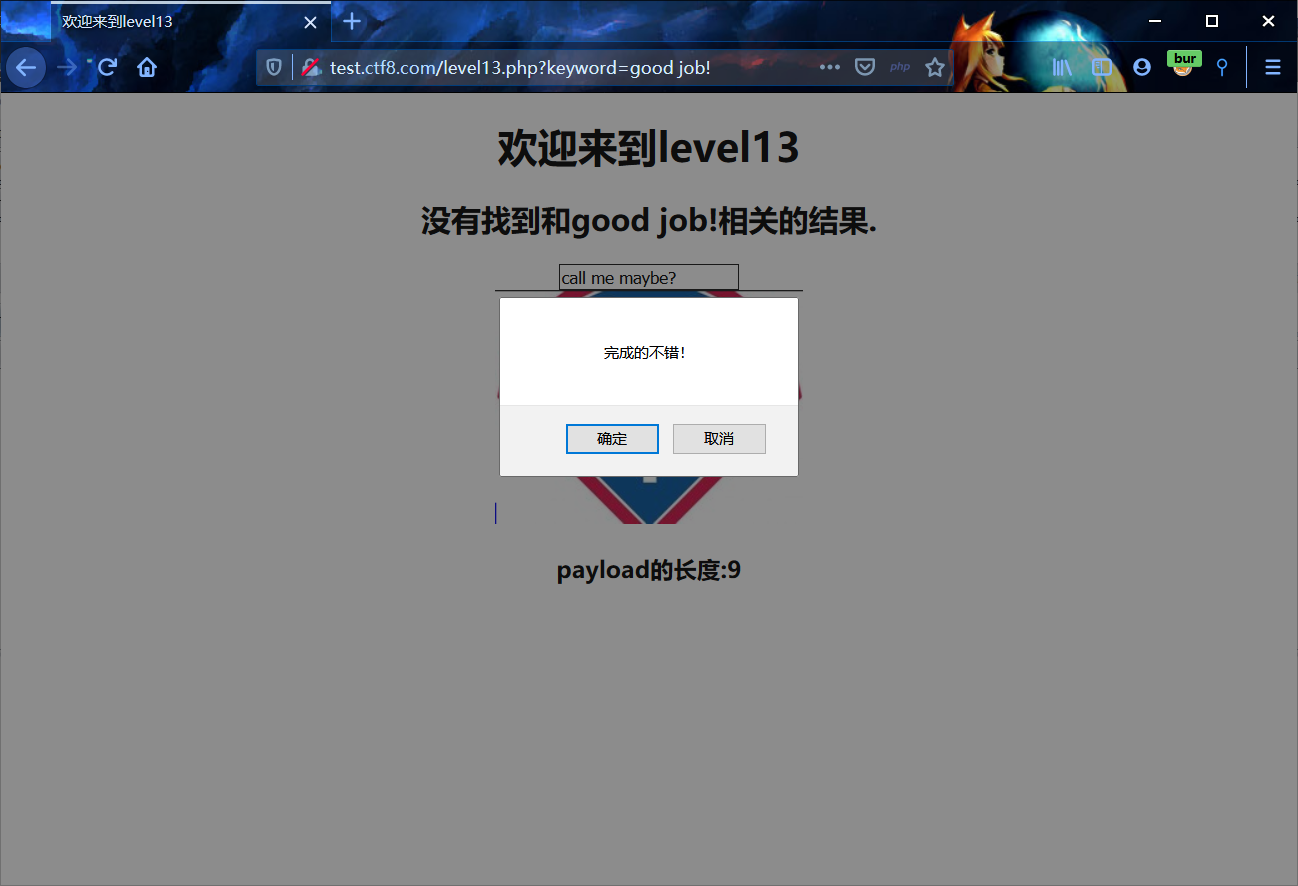 欢迎来到level13
test.ctf8.com/level13.php?keyword=good job!
php
bur
欢迎来到level13
没有找到和good job!相关的结果.
call me maybe?
完成的不错！
确定
取消
payload的长度:9